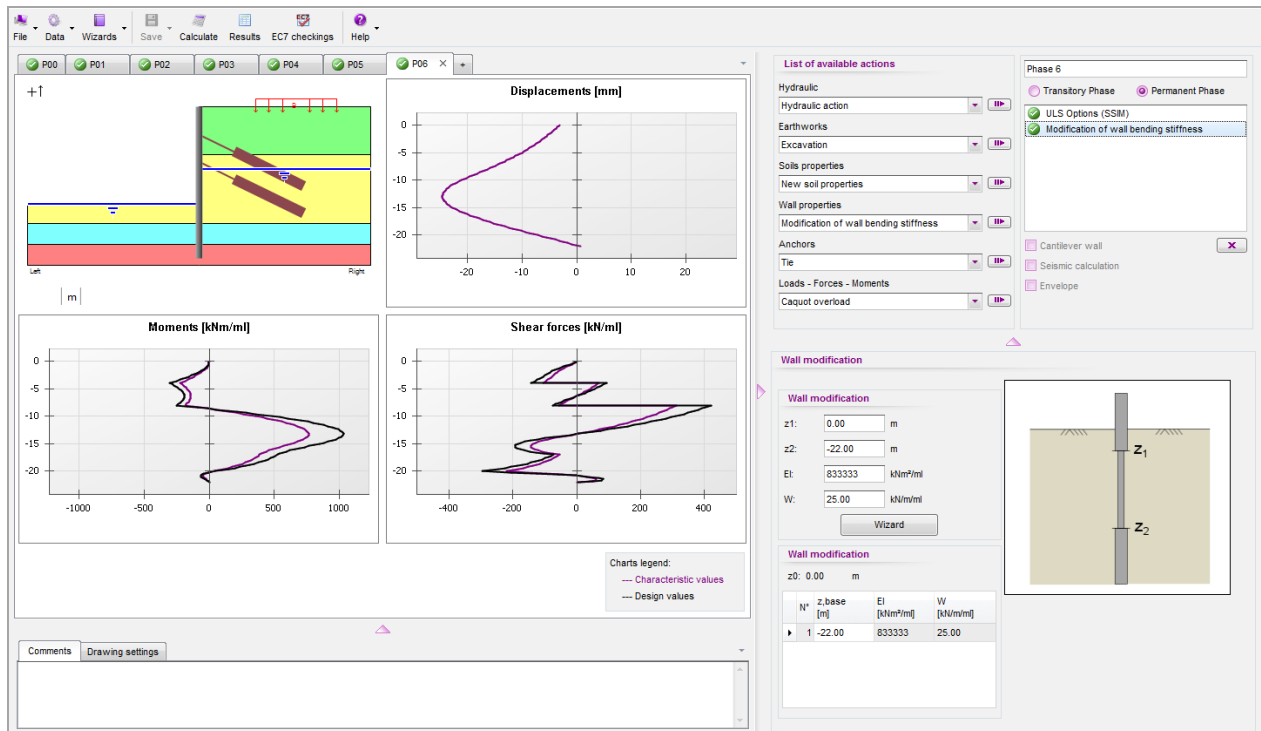 File Data Wizards Save Calculate Results EC7 checkings Help
P00 P01 P02 P03 P04 P05 P06
+↑
Left Right
m
Displacements [mm]
0
-5
-10
-15
-20
-20 -10 0 10 20
Moments [kNm/ml]
0
-5
-10
-15
-20
-1000 -500 0 500 1000
Shear forces [kN/ml]
0
-5
-10
-15
-20
-400 -200 0 200 400
Charts legend:
--- Characteristic values
--- Design values
Comments Drawing settings
List of available actions
Hydraulic
Hydraulic action
Earthworks
Excavation
Soils properties
New soil properties
Wall properties
Modification of wall bending stiffness
Anchors
Tie
Loads - Forces - Moments
Caquot overload
Phase 6
Transitory Phase Permanent Phase
ULS Options (SSIM)
Modification of wall bending stiffness
Cantilever wall
Seismic calculation
Envelope
Wall modification
Wall modification
z1: 0.00 m
z2: -22.00 m
EI: 833333 kNm²/ml
W: 25.00 kN/m/ml
Wizard
Wall modification
z0: 0.00 m
N° z,base [m] EI [kNm²/ml] W [kN/m/ml]
1 -22.00 833333 25.00
z1
z2